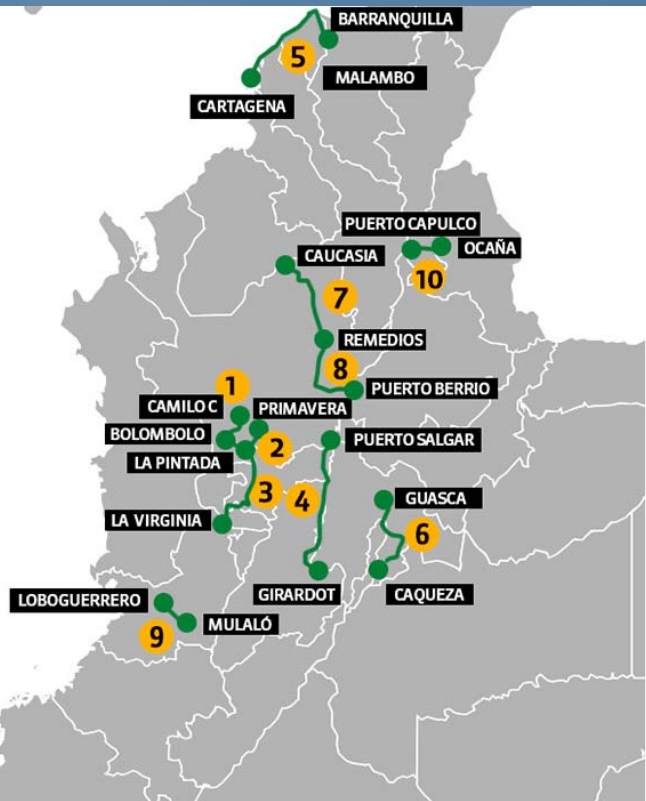 BARRANQUILLA
5
MALAMBO
CARTAGENA
PUERTO CAPULCO
OCAÑA
CAUCASIA
10
7
REMEDIOS
8
1
PUERTO BERRIO
CAMILO C
PRIMAVERA
BOLOMBOLO
2
PUERTO SALGAR
LA PINTADA
3
4
GUASCA
LA VIRGINIA
6
GIRARDOT
CAQUEZA
LOBOGUERRERO
MULALÓ
9